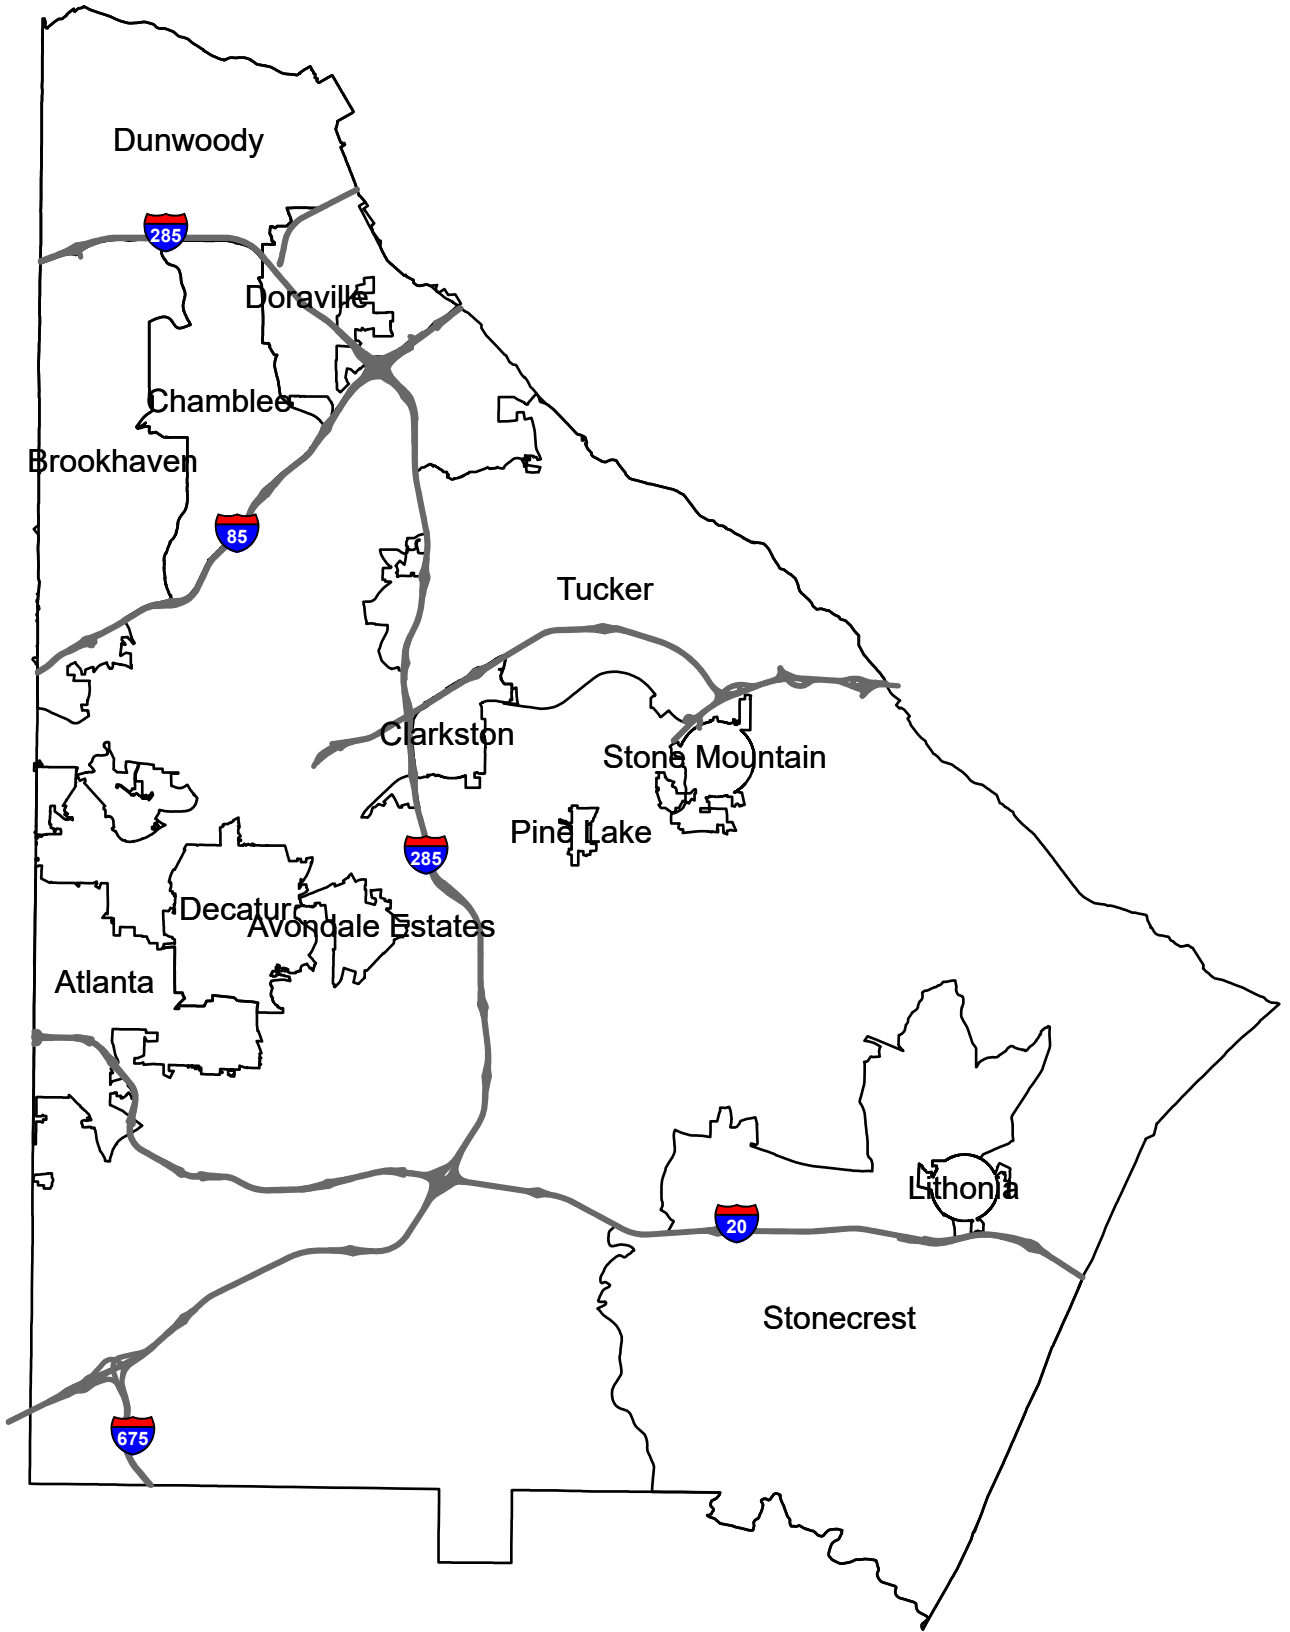 Dunwoody
285
Doraville
Chamblee
Brookhaven
85
Tucker
Clarkston
Stone Mountain
Pine Lake
285
Decatur
Avondale Estates
Atlanta
Lithonia
20
Stonecrest
675